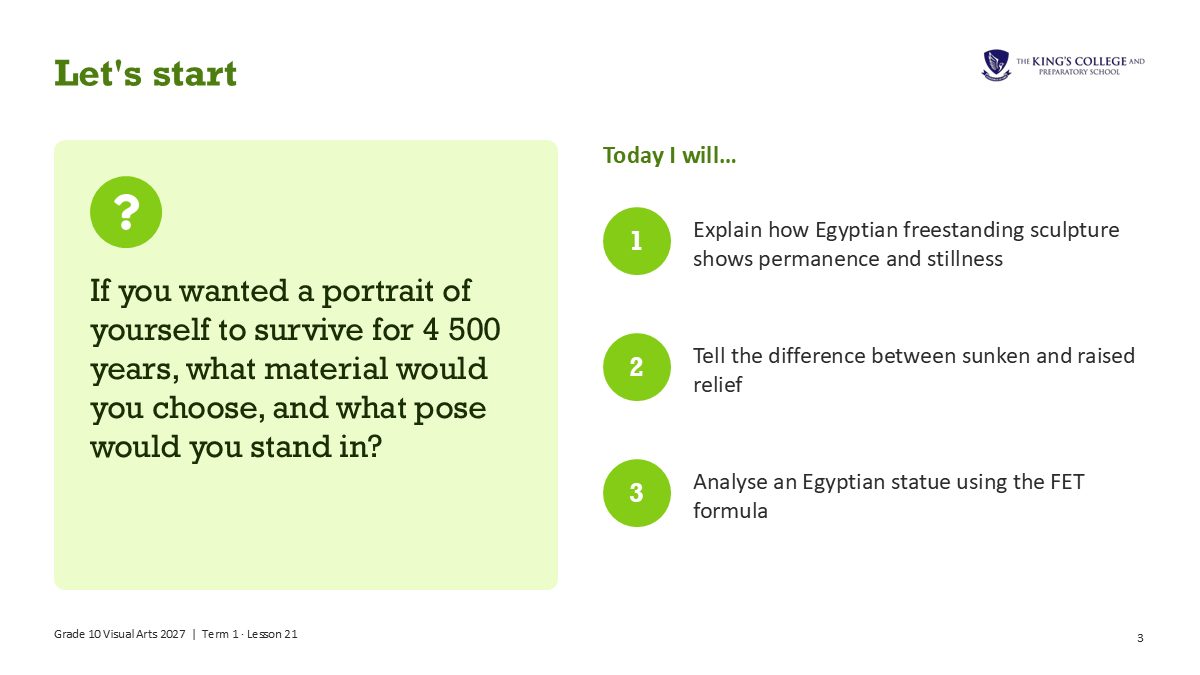 Let's start
THE KING'S COLLEGE AND
PREPARATORY SCHOOL
?
If you wanted a portrait of
yourself to survive for 4 500
years, what material would
you choose, and what pose
would you stand in?
Today I will...
1
Explain how Egyptian freestanding sculpture
shows permanence and stillness
2
Tell the difference between sunken and raised
relief
3
Analyse an Egyptian statue using the FET
formula
Grade 10 Visual Arts 2027 | Term 1 · Lesson 21
3